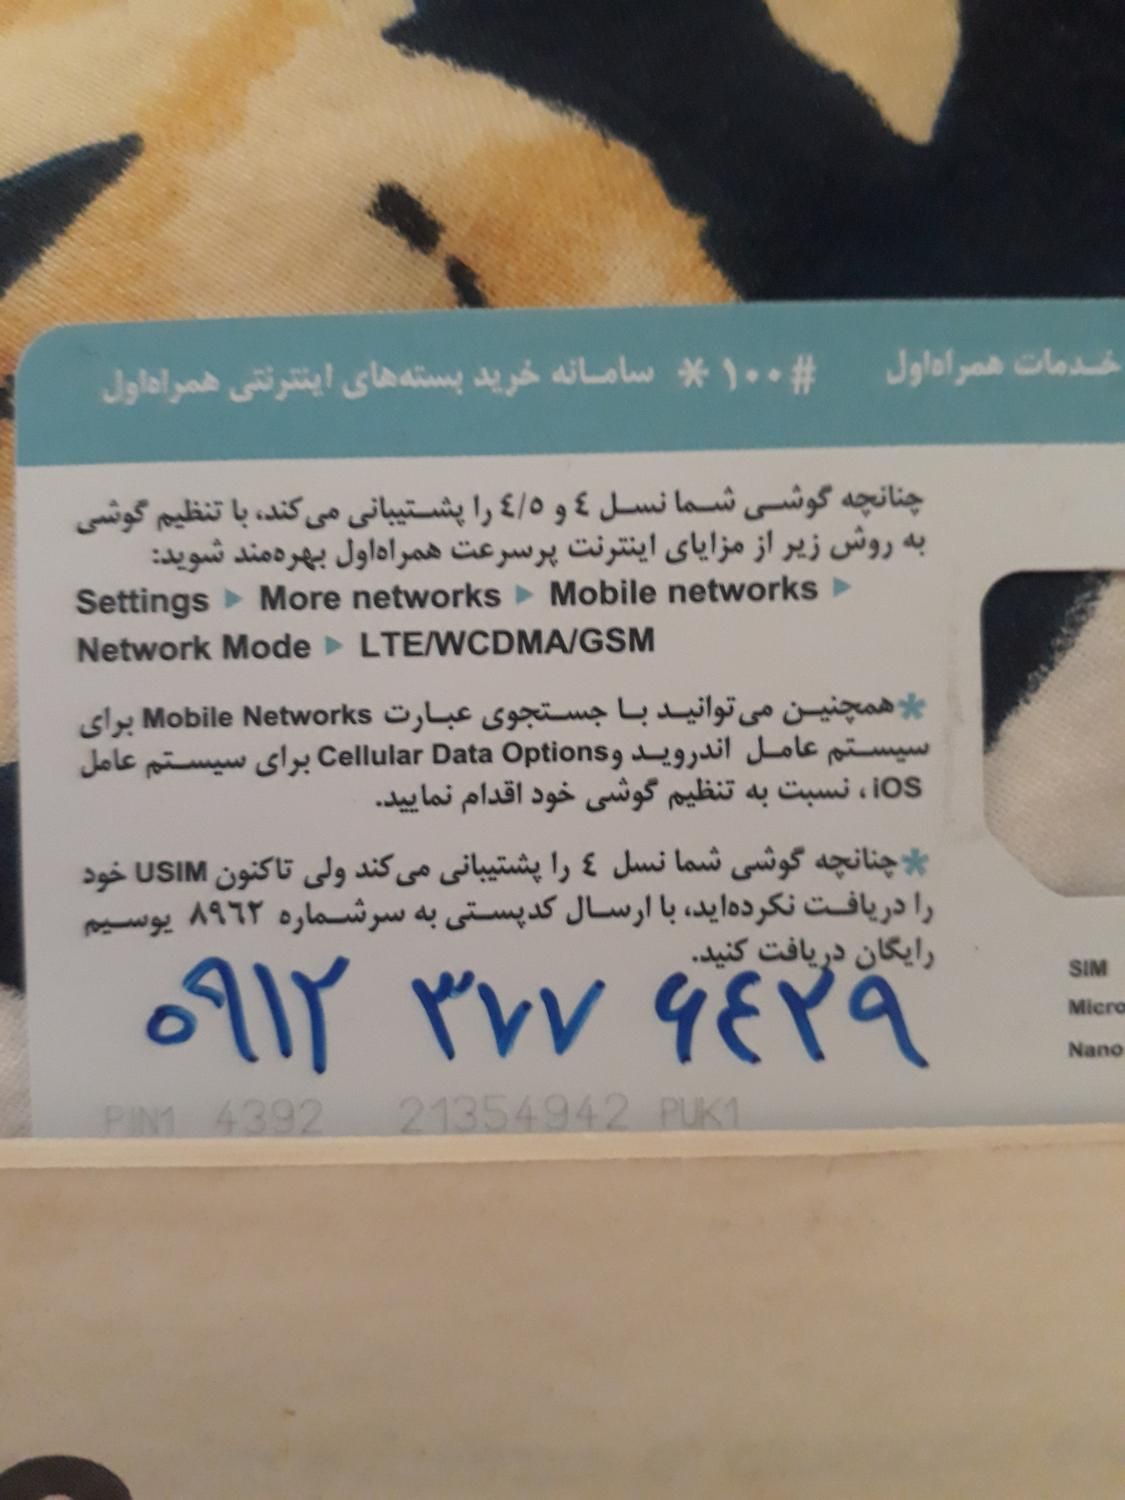 خدمات همراه‌اول
#۱۰۰* سامانه خرید بسته‌های اینترنتی همراه‌اول
چنانچه گوشی شما نسل ٤ و ٤/٥ را پشتیبانی می‌کند، با تنظیم گوشی
به روش زیر از مزایای اینترنت پرسرعت همراه‌اول بهره‌مند شوید:
Settings ▶ More networks ▶ Mobile networks ▶
Network Mode ▶ LTE/WCDMA/GSM
*همچنین می‌توانید با جستجوی عبارت Mobile Networks برای
سیستم عامل اندروید و Cellular Data Options برای سیستم عامل
iOS، نسبت به تنظیم گوشی خود اقدام نمایید.
*چنانچه گوشی شما نسل ٤ را پشتیبانی می‌کند ولی تاکنون USIM خود
را دریافت نکرده‌اید، با ارسال کدپستی به سرشماره ۸۹۶۲ یوسیم
رایگان دریافت کنید.
۰۹۱۲ ۳۷۷ ۶٤۲۹
PIN1 4392 21354942 PUK1
SIM
Micro
Nano